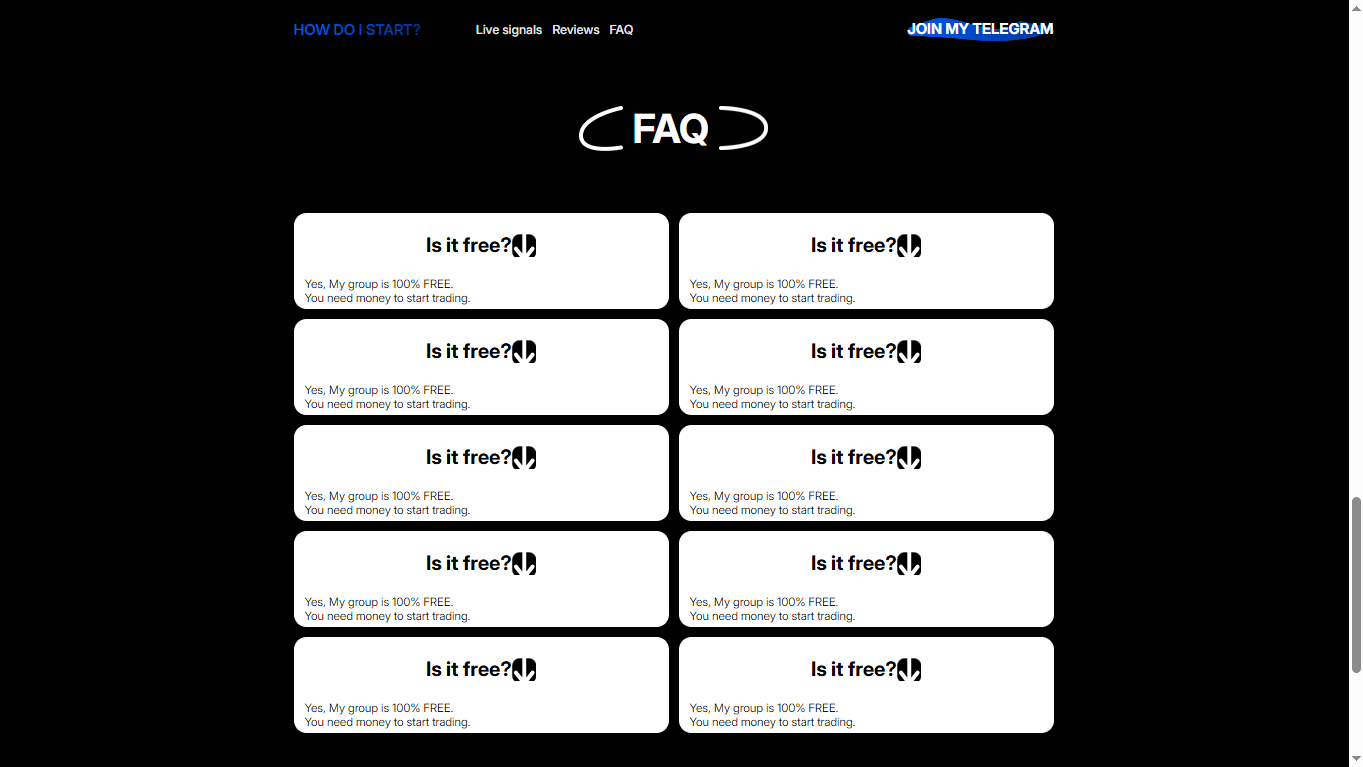 HOW DO I START?
Live signals
Reviews
FAQ
JOIN MY TELEGRAM
FAQ
Is it free?
Yes, My group is 100% FREE.
You need money to start trading.
Is it free?
Yes, My group is 100% FREE.
You need money to start trading.
Is it free?
Yes, My group is 100% FREE.
You need money to start trading.
Is it free?
Yes, My group is 100% FREE.
You need money to start trading.
Is it free?
Yes, My group is 100% FREE.
You need money to start trading.
Is it free?
Yes, My group is 100% FREE.
You need money to start trading.
Is it free?
Yes, My group is 100% FREE.
You need money to start trading.
Is it free?
Yes, My group is 100% FREE.
You need money to start trading.
Is it free?
Yes, My group is 100% FREE.
You need money to start trading.
Is it free?
Yes, My group is 100% FREE.
You need money to start trading.